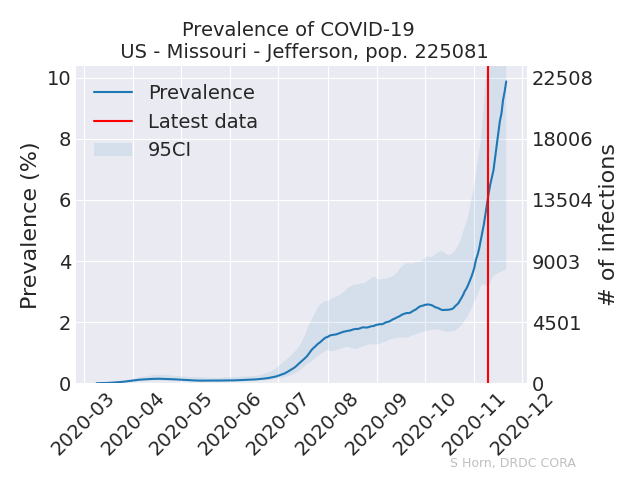 Prevalence of COVID-19
US - Missouri - Jefferson, pop. 225081
Prevalence
Latest data
95CI
Prevalence (%)
10
8
6
4
2
0
22508
18006
13504
9003
4501
0
# of infections
2020-03
2020-04
2020-05
2020-06
2020-07
2020-08
2020-09
2020-10
2020-11
2020-12
S Horn, DRDC CORA